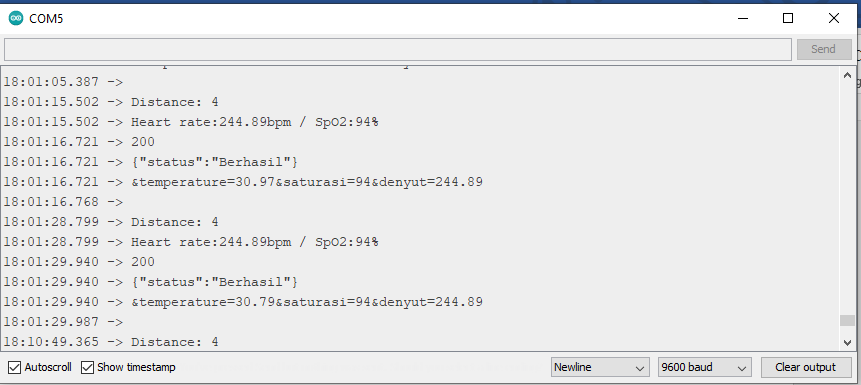 COM5
Send
18:01:05.387 ->
18:01:15.502 -> Distance: 4
18:01:15.502 -> Heart rate:244.89bpm / SpO2:94%
18:01:16.721 -> 200
18:01:16.721 -> {"status":"Berhasil"}
18:01:16.721 -> &temperature=30.97&saturasi=94&denyut=244.89
18:01:16.768 ->
18:01:28.799 -> Distance: 4
18:01:28.799 -> Heart rate:244.89bpm / SpO2:94%
18:01:29.940 -> 200
18:01:29.940 -> {"status":"Berhasil"}
18:01:29.940 -> &temperature=30.79&saturasi=94&denyut=244.89
18:01:29.987 ->
18:10:49.365 -> Distance: 4
Autoscroll Show timestamp Newline 9600 baud Clear output